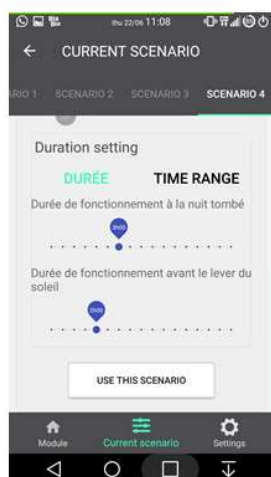 thu 22/06 11:08
CURRENT SCENARIO
RIO 1 SCENARIO 2 SCENARIO 3 SCENARIO 4
Duration setting
DURÉE TIME RANGE
Durée de fonctionnement à la nuit tombé
Durée de fonctionnement avant le lever du
soleil
USE THIS SCENARIO
Module Current scenario Settings